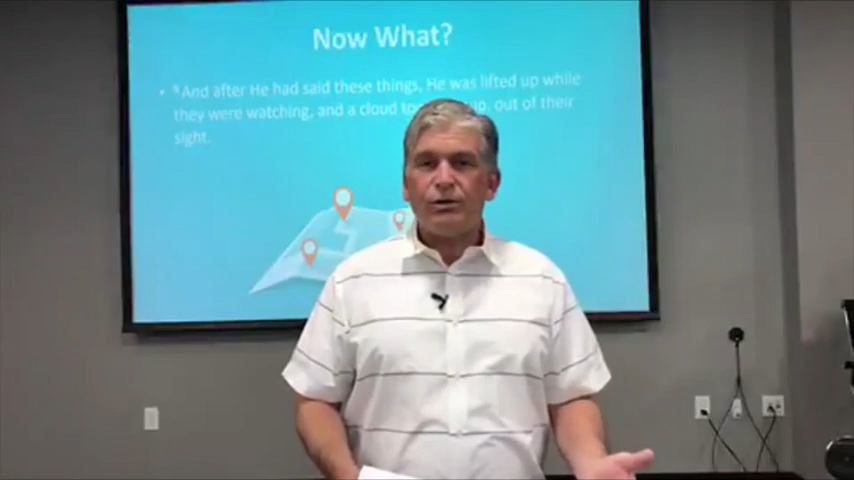 Now What?
• 9 And after He had said these things, He was lifted up while
they were watching, and a cloud up, out of their
sight.